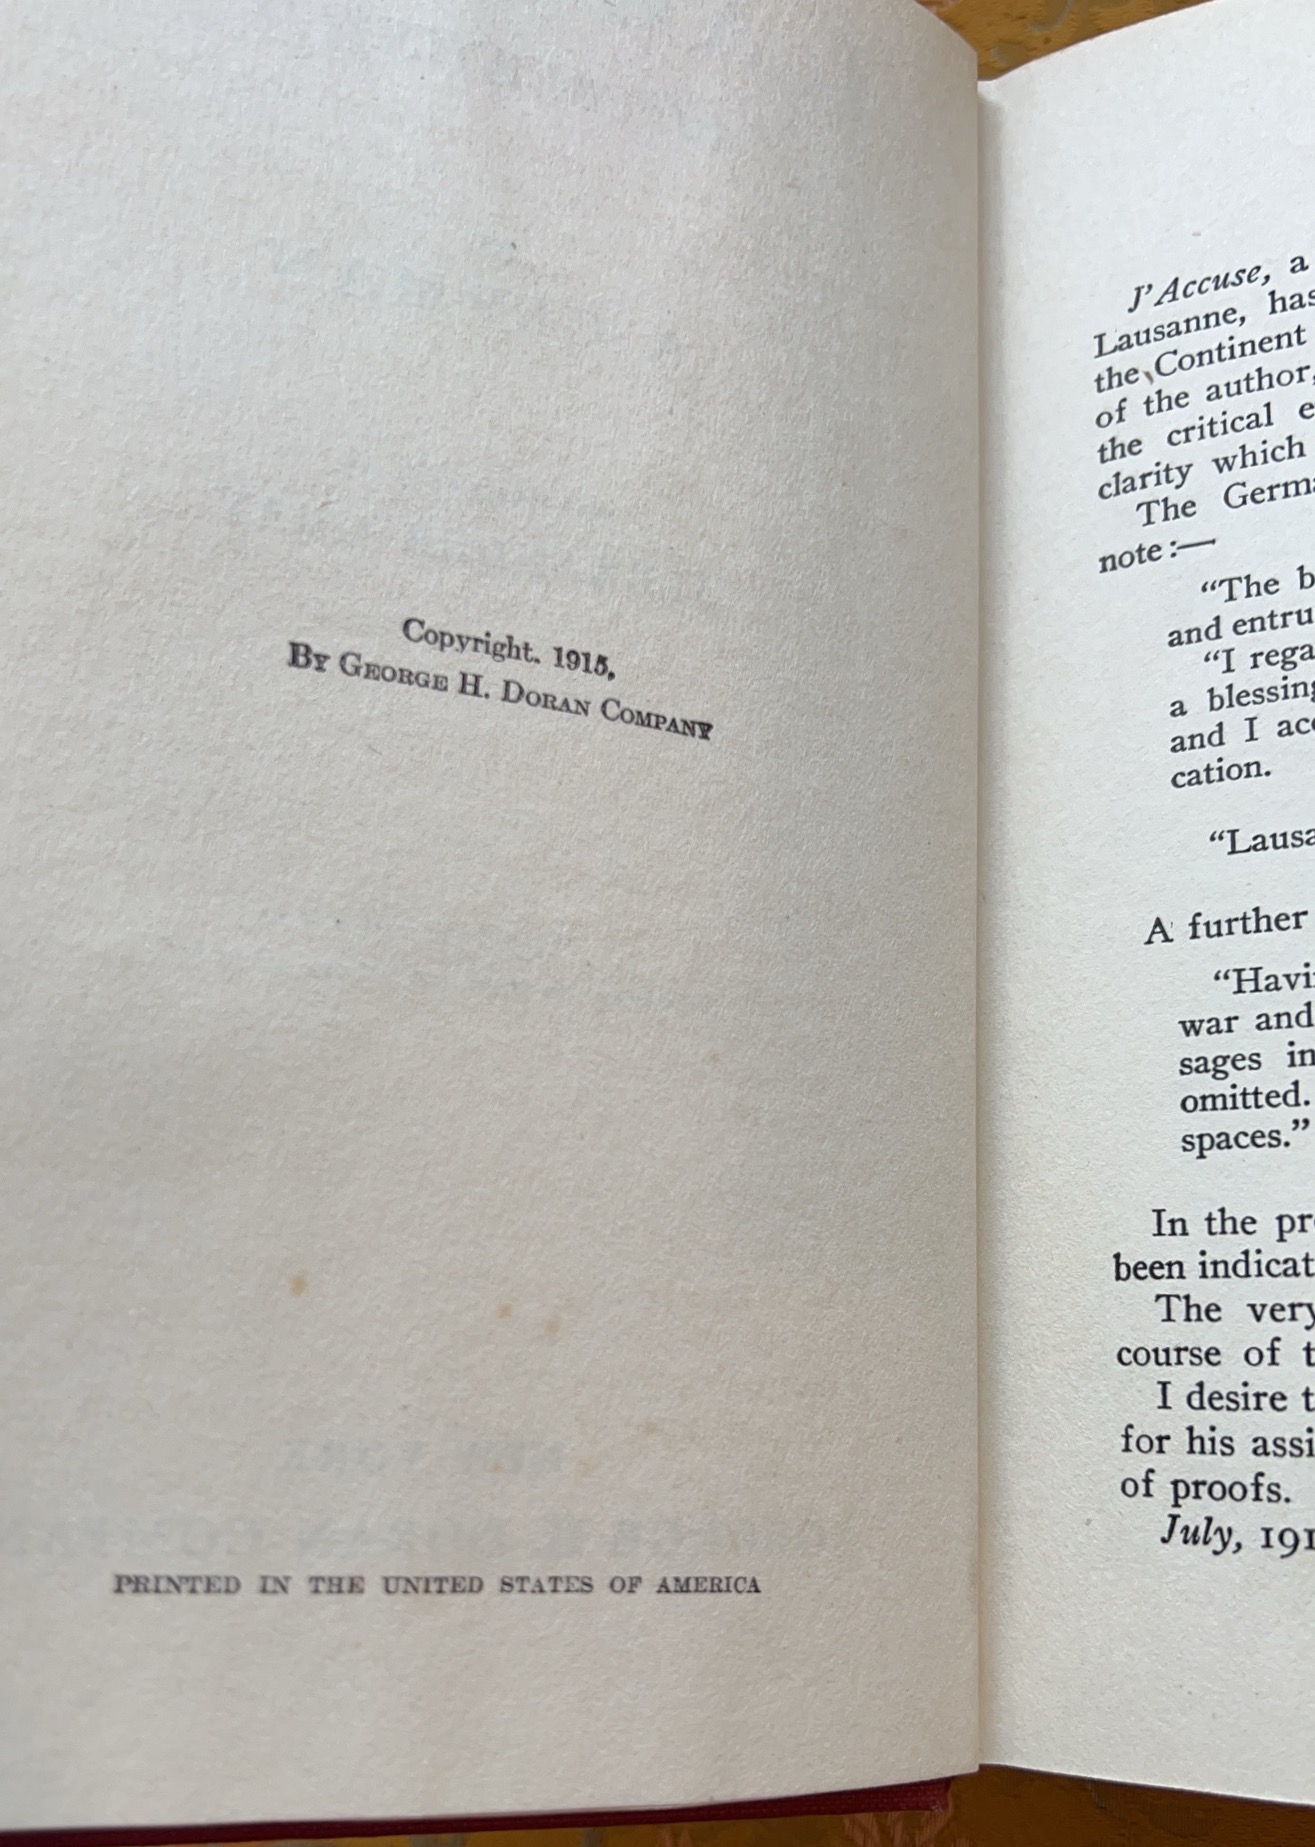 Copyright. 1915,
By George H. Doran Company
PRINTED IN THE UNITED STATES OF AMERICA
J'Accuse, a
Lausanne, has
the Continent
of the author,
the critical e
clarity which
The Germa
note:—
"The b
and entru
"I rega
a blessing
and I acc
cation.
"Lausa
A further
"Havi
war and
sages in
omitted.
spaces."
In the pr
been indicat
The very
course of t
I desire t
for his assi
of proofs.
July, 191